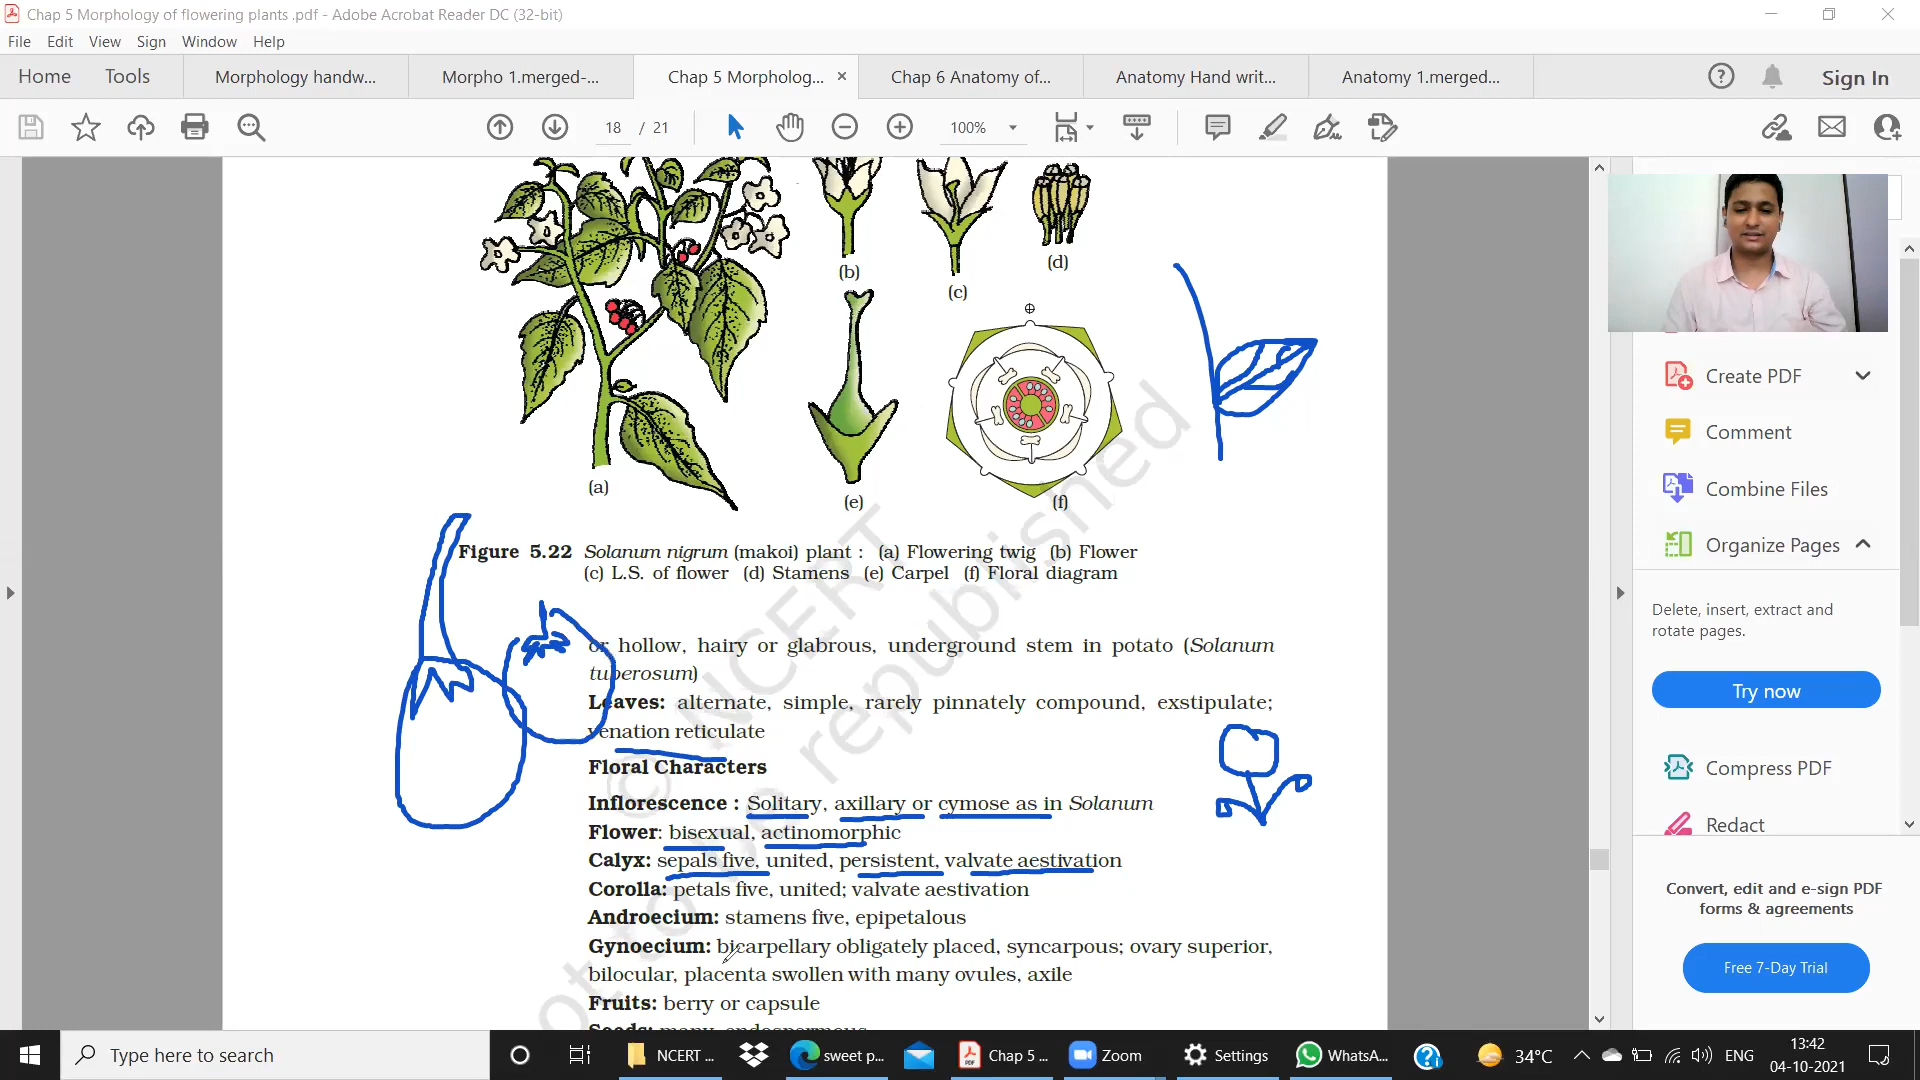 Chap 5 Morphology of flowering plants .pdf - Adobe Acrobat Reader DC (32-bit)
File Edit View Sign Window Help
Home Tools Morphology handw... Morpho 1.merged-... Chap 5 Morpholog... × Chap 6 Anatomy of... Anatomy Hand writ... Anatomy 1.merged... Sign In
18 / 21 100%
(b)
(c)
(d)
(a)
(e)
(f)
Figure 5.22 Solanum nigrum (makoi) plant : (a) Flowering twig (b) Flower
(c) L.S. of flower (d) Stamens (e) Carpel (f) Floral diagram
or hollow, hairy or glabrous, underground stem in potato (Solanum
tuberosum)
Leaves: alternate, simple, rarely pinnately compound, exstipulate;
venation reticulate
Floral Characters
Inflorescence : Solitary, axillary or cymose as in Solanum
Flower: bisexual, actinomorphic
Calyx: sepals five, united, persistent, valvate aestivation
Corolla: petals five, united; valvate aestivation
Androecium: stamens five, epipetalous
Gynoecium: bicarpellary obligately placed, syncarpous; ovary superior,
bilocular, placenta swollen with many ovules, axile
Fruits: berry or capsule
Seeds: many, endospermous
© NCERT
not to be republished
Create PDF
Comment
Combine Files
Organize Pages
Delete, insert, extract and
rotate pages.
Try now
Compress PDF
Redact
Convert, edit and e-sign PDF
forms & agreements
Free 7-Day Trial
Type here to search
NCERT ... sweet p... Chap 5 ... Zoom Settings WhatsA... 34°C ENG
13:42
04-10-2021